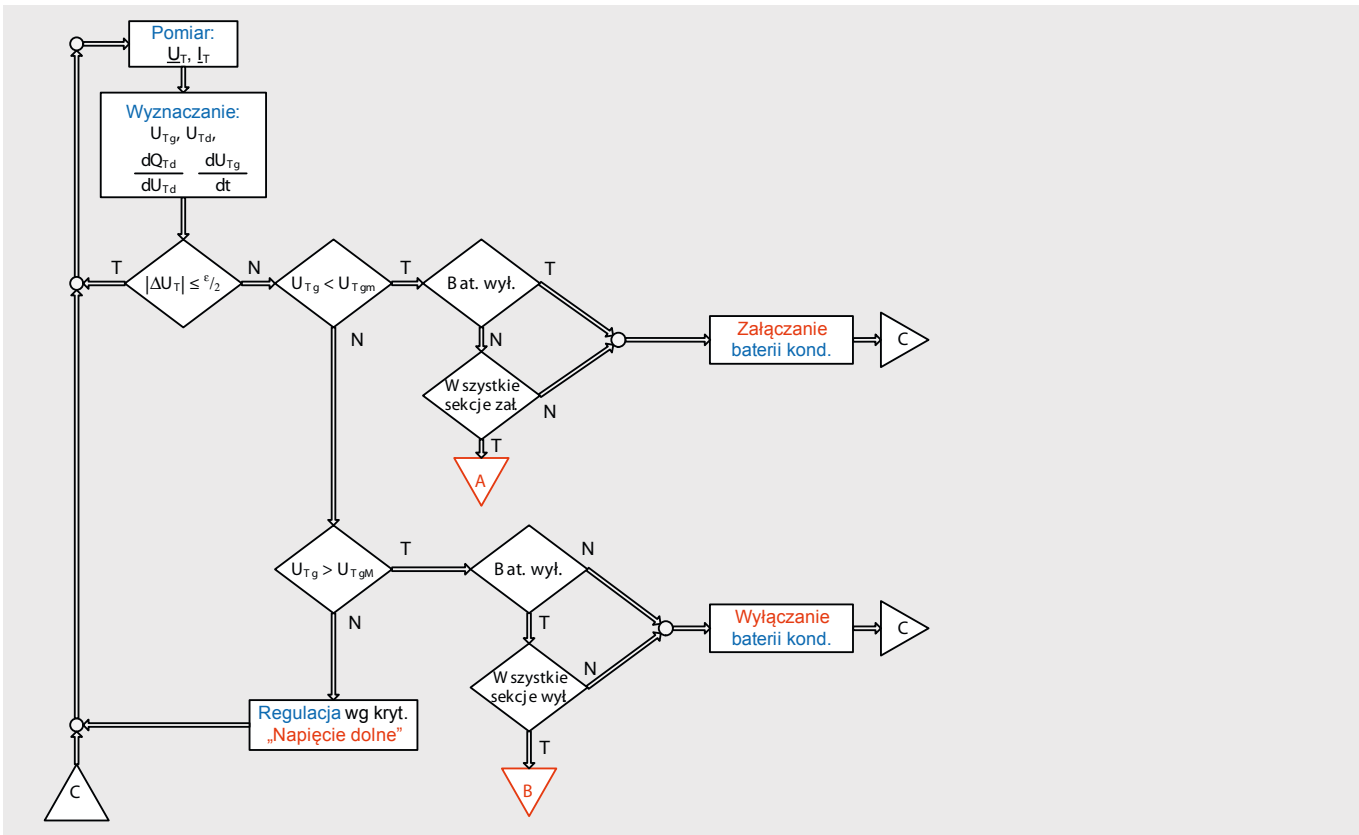 Pomiar:
U_T, I_T
Wyznaczanie:
U_Tg, U_Td,
dQ_Td dU_Tg
dU_Td dt
T
|ΔU_T| ≤ ε/2
N
U_Tg < U_Tgm
T
Bat. wył.
T
N
N
Załączanie
baterii kond.
C
Wszystkie
sekcje zał.
N
T
A
U_Tg > U_TgM
T
Bat. wył.
N
N
T
Wyłączanie
baterii kond.
C
Wszystkie
sekcje wył.
N
T
B
Regulacja wg kryt.
„Napięcie dolne”
C